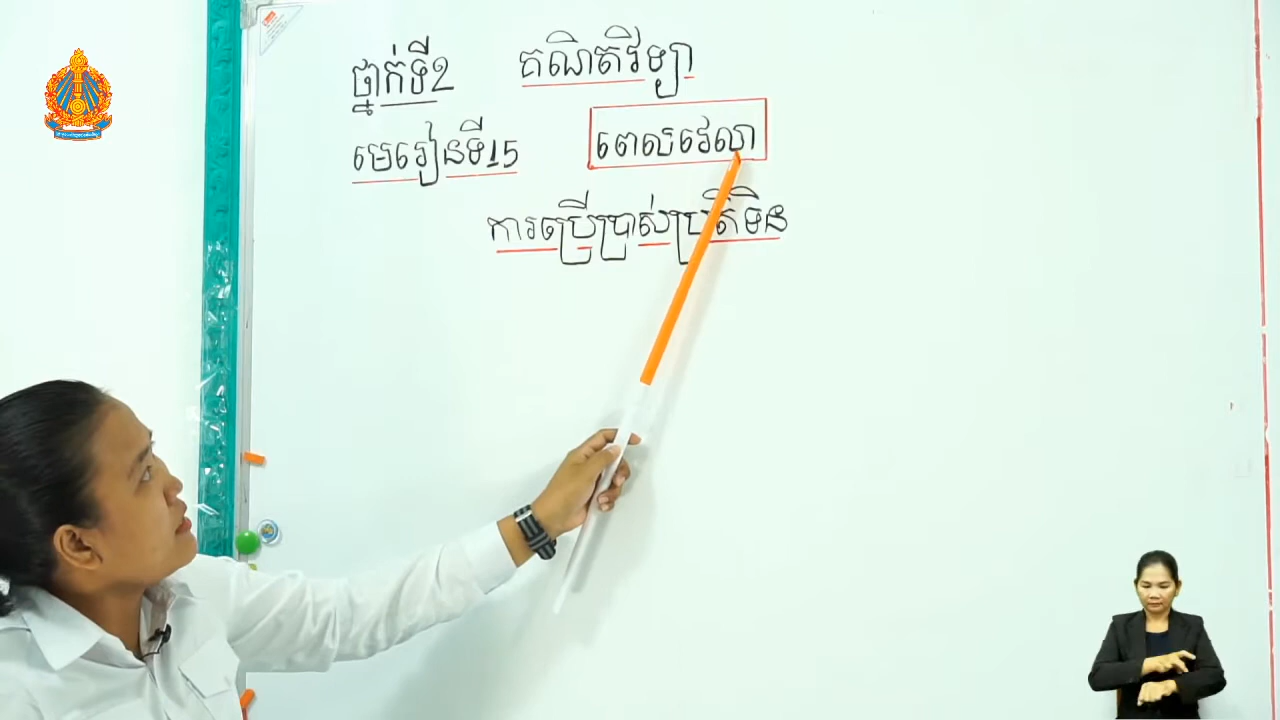 ថ្នាក់ទី២ គណិតវិទ្យា
មេរៀនទី15 ពេលវេលា
ការប្រើប្រាស់ប្រតិទិន